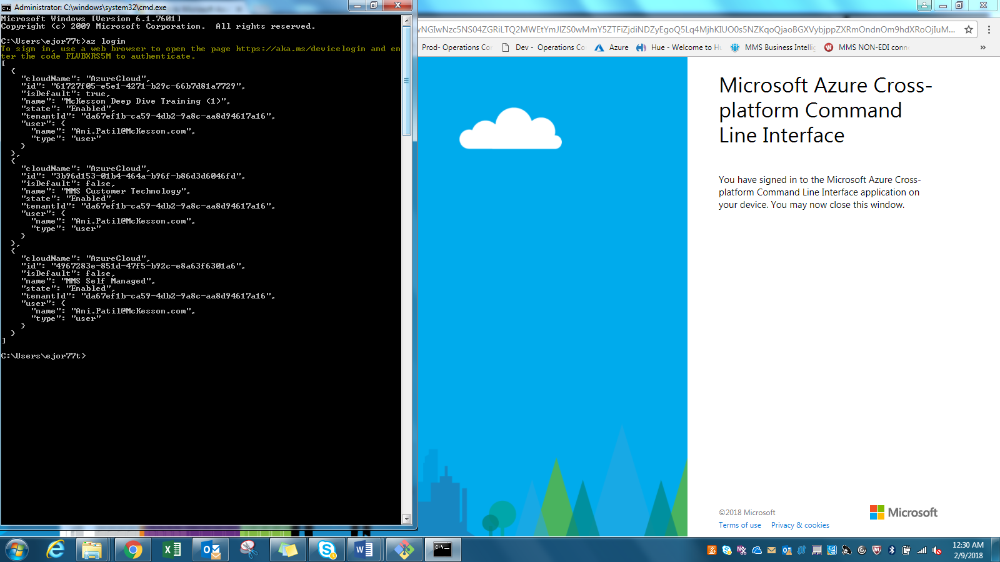 Administrator: C:\windows\system32\cmd.exe
Microsoft Windows [Version 6.1.7601]
Copyright (c) 2009 Microsoft Corporation.  All rights reserved.
C:\Users\ejor77t>az login
To sign in, use a web browser to open the page https://aka.ms/devicelogin and en
ter the code FLVBXRS5M to authenticate.
[
  {
    "cloudName": "AzureCloud",
    "id": "61727f05-e5e1-4271-b29c-66b7d81a7729",
    "isDefault": true,
    "name": "McKesson Deep Dive Training (1)",
    "state": "Enabled",
    "tenantId": "da67ef1b-ca59-4db2-9a8c-aa8d94617a16",
    "user": {
      "name": "Ani.Patil@McKesson.com",
      "type": "user"
    }
  },
  {
    "cloudName": "AzureCloud",
    "id": "3b96d153-01b4-464a-b96f-b86d3d6046fd",
    "isDefault": false,
    "name": "MMS Customer Technology",
    "state": "Enabled",
    "tenantId": "da67ef1b-ca59-4db2-9a8c-aa8d94617a16",
    "user": {
      "name": "Ani.Patil@McKesson.com",
      "type": "user"
    }
  },
  {
    "cloudName": "AzureCloud",
    "id": "4967283e-851d-47f5-b92c-e8a63f6301a6",
    "isDefault": false,
    "name": "MMS Self Managed",
    "state": "Enabled",
    "tenantId": "da67ef1b-ca59-4db2-9a8c-aa8d94617a16",
    "user": {
      "name": "Ani.Patil@McKesson.com",
      "type": "user"
    }
  }
]
C:\Users\ejor77t>
Prod- Operations Co
Dev - Operations Co
Azure
Hue - Welcome to Hu
MMS Business Intellig
MMS NON-EDI conn
»
Microsoft Azure Cross-
platform Command
Line Interface
You have signed in to the Microsoft Azure Cross-
platform Command Line Interface application on
your device. You may now close this window.
©2018 Microsoft
Terms of use
Privacy & cookies
Microsoft
12:30 AM
2/9/2018